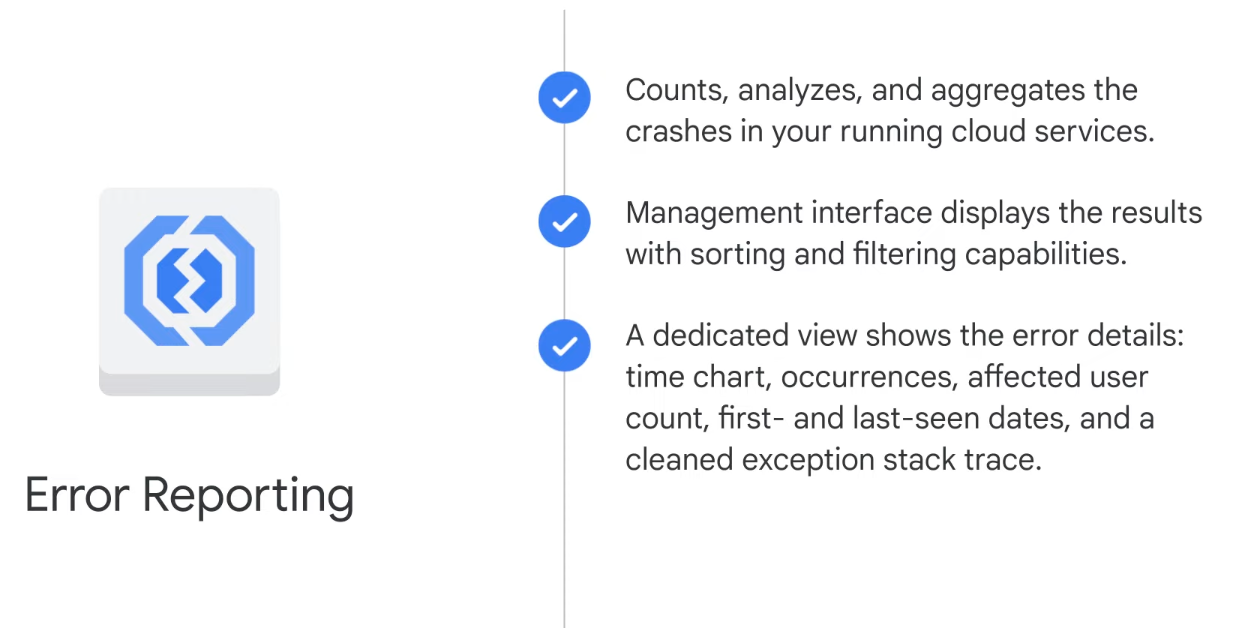 Counts, analyzes, and aggregates the
crashes in your running cloud services.
Management interface displays the results
with sorting and filtering capabilities.
A dedicated view shows the error details:
time chart, occurrences, affected user
count, first- and last-seen dates, and a
cleaned exception stack trace.
Error Reporting